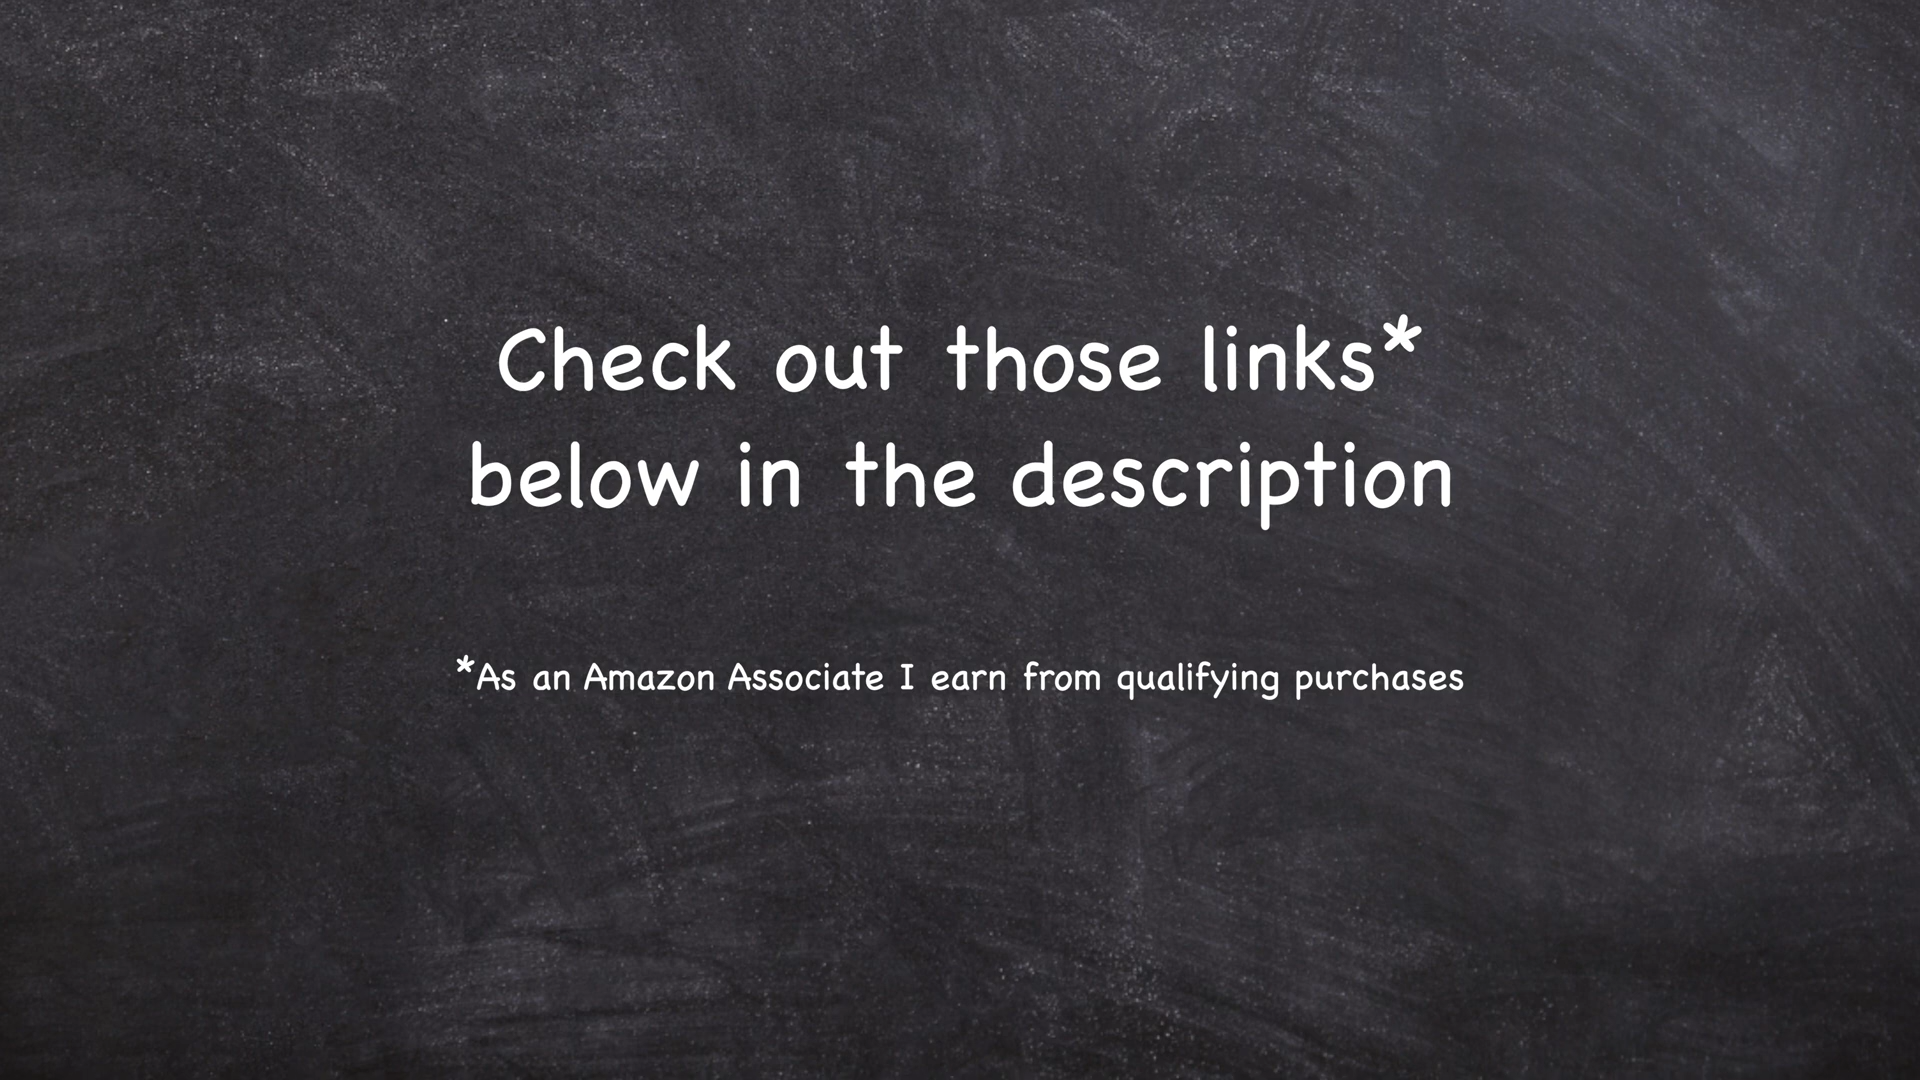 Check out those links*
below in the description
*As an Amazon Associate I earn from qualifying purchases